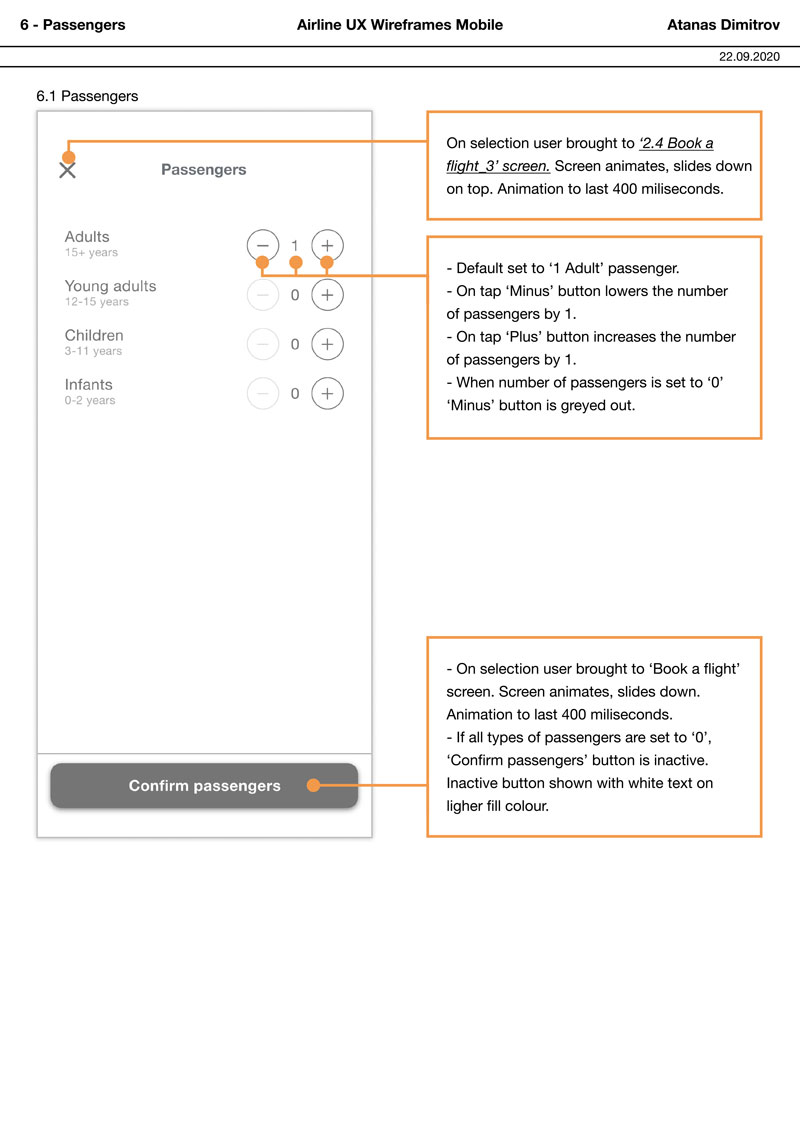 6 - Passengers
Airline UX Wireframes Mobile
Atanas Dimitrov
22.09.2020
6.1 Passengers
Passengers
Adults
15+ years
1
Young adults
12-15 years
0
Children
3-11 years
0
Infants
0-2 years
0
Confirm passengers
On selection user brought to ‘2.4 Book a
flight_3’ screen. Screen animates, slides down
on top. Animation to last 400 miliseconds.
- Default set to ‘1 Adult’ passenger.
- On tap ‘Minus’ button lowers the number
of passengers by 1.
- On tap ‘Plus’ button increases the number
of passengers by 1.
- When number of passengers is set to ‘0’
‘Minus’ button is greyed out.
- On selection user brought to ‘Book a flight’
screen. Screen animates, slides down.
Animation to last 400 miliseconds.
- If all types of passengers are set to ‘0’,
‘Confirm passengers’ button is inactive.
Inactive button shown with white text on
ligher fill colour.